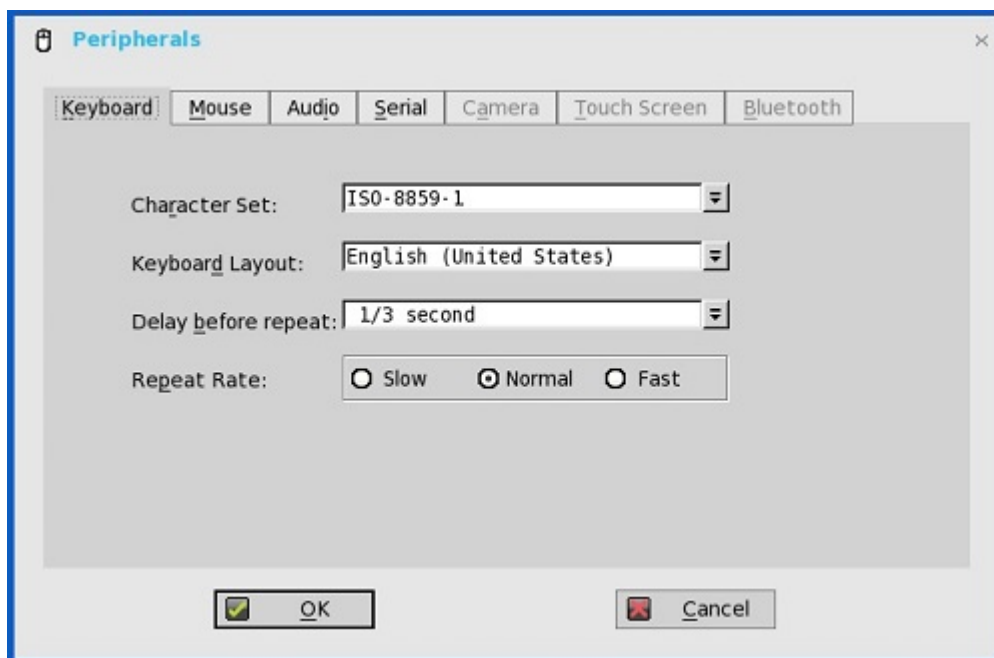 Peripherals
Keyboard Mouse Audio Serial Camera Touch Screen Bluetooth
Character Set: ISO-8859-1
Keyboard Layout: English (United States)
Delay before repeat: 1/3 second
Repeat Rate: Slow Normal Fast
OK Cancel